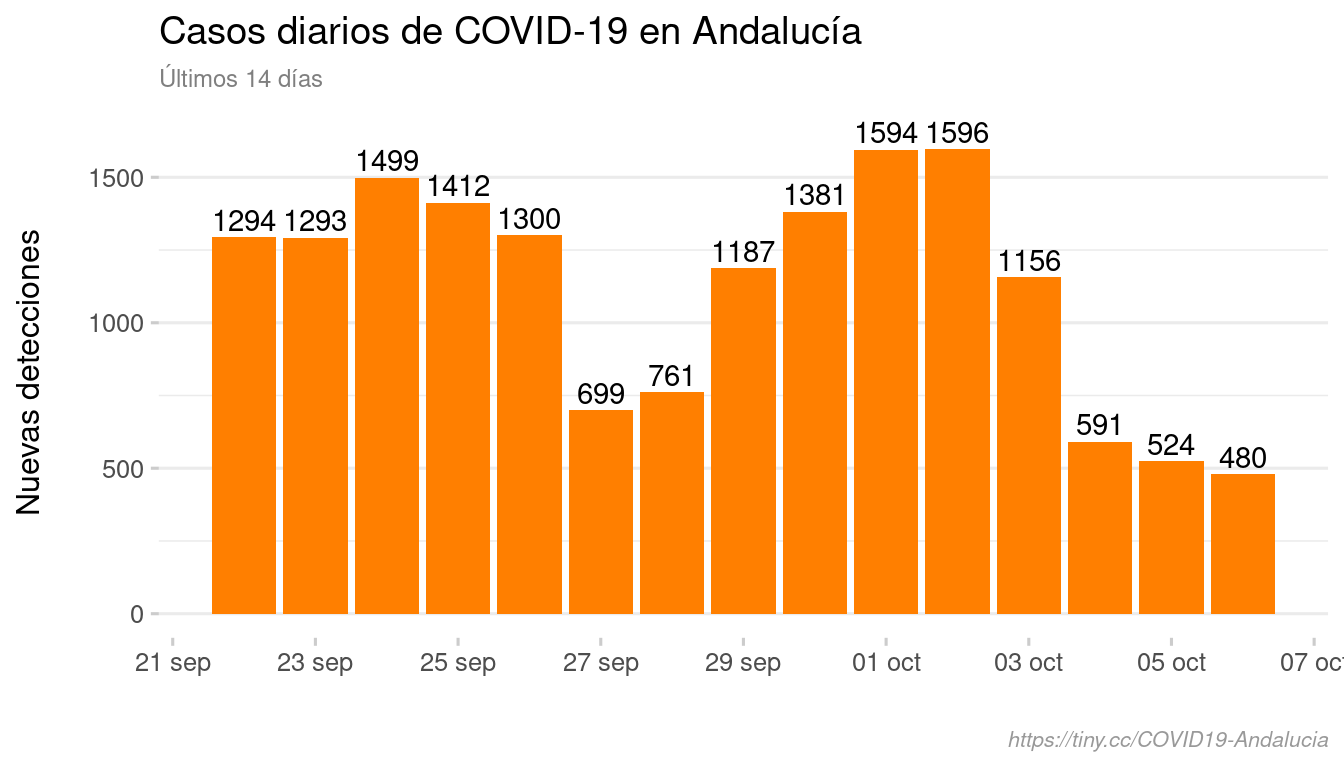 Casos diarios de COVID-19 en Andalucía
Últimos 14 días
Nuevas detecciones
1500
1000
500
0
1294
1293
1499
1412
1300
699
761
1187
1381
1594
1596
1156
591
524
480
21 sep
23 sep
25 sep
27 sep
29 sep
01 oct
03 oct
05 oct
07 oct
https://tiny.cc/COVID19-Andalucia